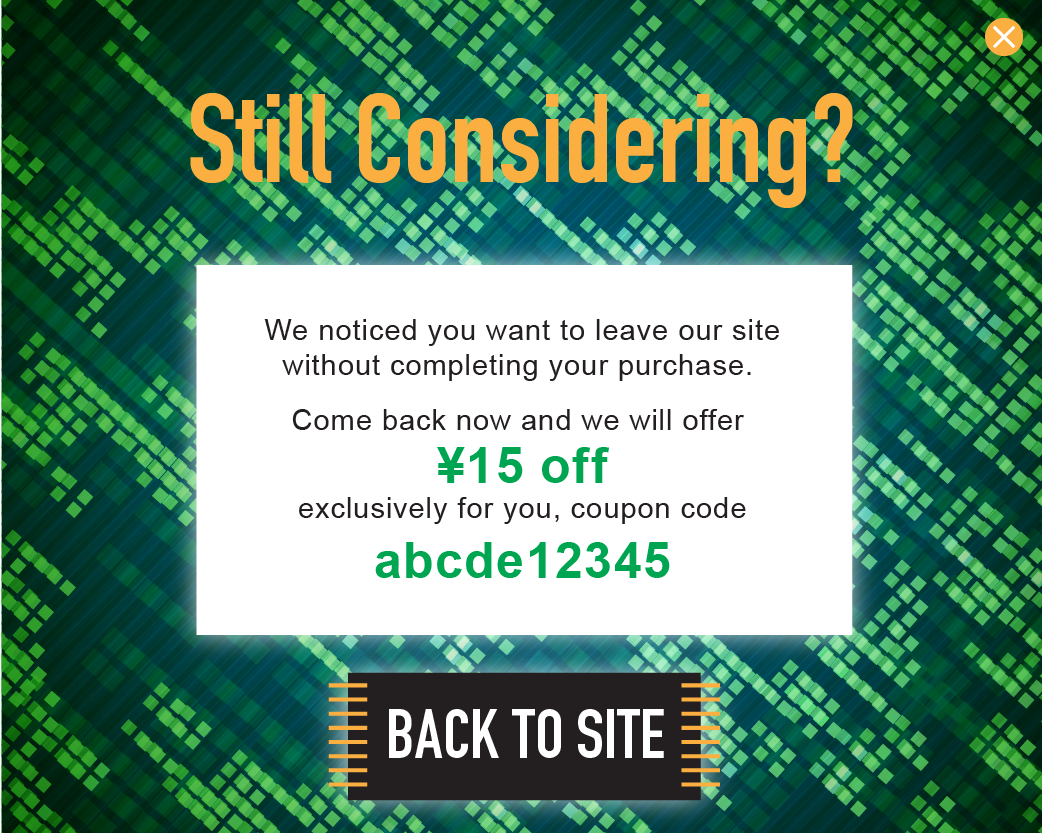 Still Considering?
We noticed you want to leave our site
without completing your purchase.
Come back now and we will offer
¥15 off
exclusively for you, coupon code
abcde12345
BACK TO SITE